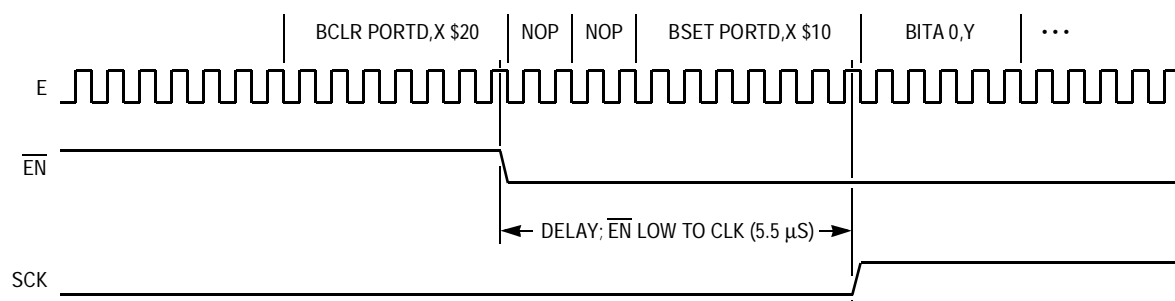 BCLR PORTD,X $20 NOP NOP BSET PORTD,X $10 BITA 0,Y •••
E
EN
DELAY; EN LOW TO CLK (5.5 μS)
SCK